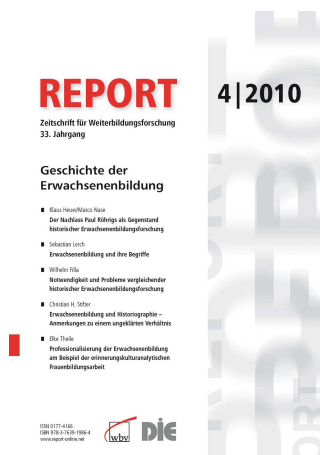 REPORT
4|2010
Zeitschrift für Weiterbildungsforschung
33. Jahrgang
Geschichte der
Erwachsenenbildung
Klaus Heuer/Marco Nase
Der Nachlass Paul Röhrigs als Gegenstand
historischer Erwachsenenbildungsforschung
Sebastian Lerch
Erwachsenenbildung und ihre Begriffe
Wilhelm Filla
Notwendigkeit und Probleme vergleichender
historischer Erwachsenenbildungsforschung
Christian H. Stifter
Erwachsenenbildung und Historiographie –
Anmerkungen zu einem ungeklärten Verhältnis
Elke Theile
Professionalisierung der Erwachsenenbildung
am Beispiel der erinnerungskulturanalytischen
Frauenbildungsarbeit
ISSN 0177-4166
ISBN 978-3-7639-1986-4
www.report-online.net
wbv
DIE